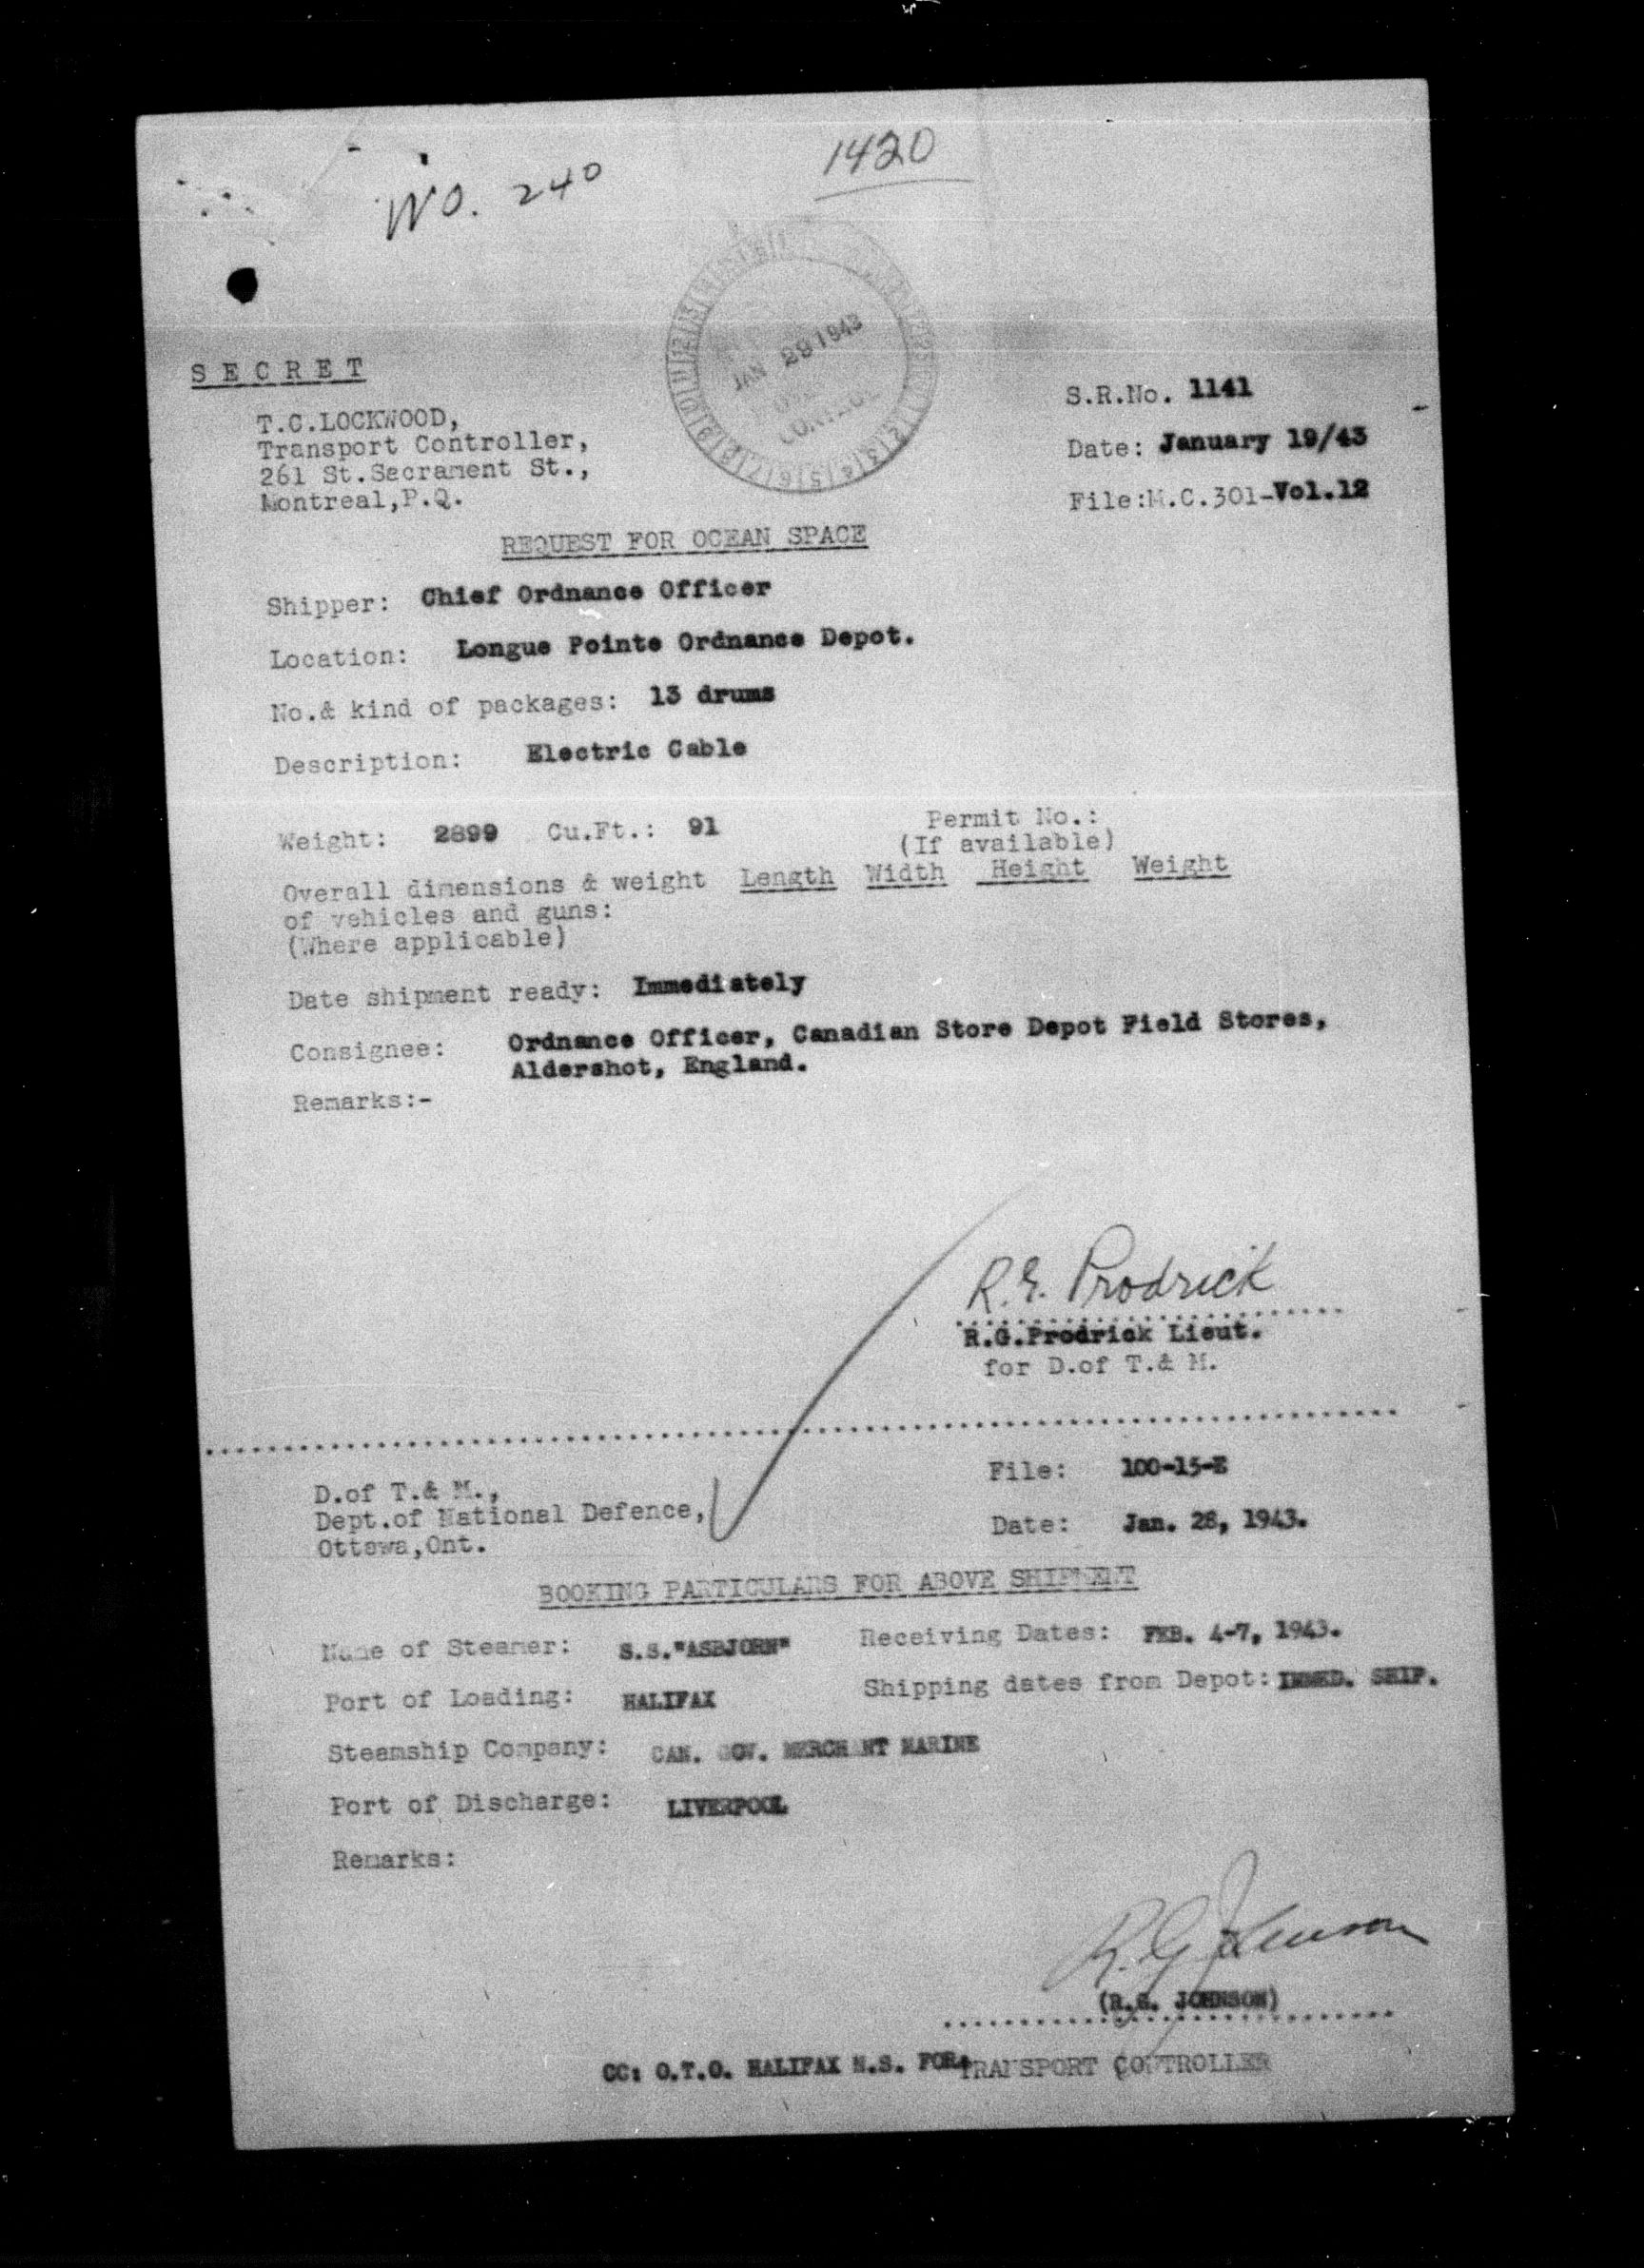 1420
WO. 240
JAN 29 1943
CONTROL
SECRET
S.R.No. 1141
T.C.LOCKWOOD,
Transport Controller,
Date: January 19/43
261 St.Sacrament St.,
Montreal,P.Q.
File:M.C.301-Vol.12
REQUEST FOR OCEAN SPACE
Shipper: Chief Ordnance Officer
Location: Longue Pointe Ordnance Depot.
No.& kind of packages: 13 drums
Description: Electric Cable
Weight: 2899 Cu.Ft.: 91 Permit No.:
(If available)
Overall dimensions & weight Length Width Height Weight
of vehicles and guns:
(Where applicable)
Date shipment ready: Immediately
Consignee: Ordnance Officer, Canadian Store Depot Field Stores,
Aldershot, England.
Remarks:-
R.G. Prodrick
R.G.Prodrick Lieut.
for D.of T.& M.
D.of T.& M.,
File: 100-15-E
Dept.of National Defence,
Date: Jan. 28, 1943.
Ottawa,Ont.
BOOKING PARTICULARS FOR ABOVE SHIPMENT
Name of Steamer: S.S."ASBJORN" Receiving Dates: FEB. 4-7, 1943.
Port of Loading: HALIFAX Shipping dates from Depot: IMMED. SHIP.
Steamship Company: CAN. GOV. MERCHANT MARINE
Port of Discharge: LIVERPOOL
Remarks:
R.G. Johnson
(R.G. JOHNSON)
CC: O.T.O. HALIFAX N.S. FOR TRANSPORT CONTROLLER